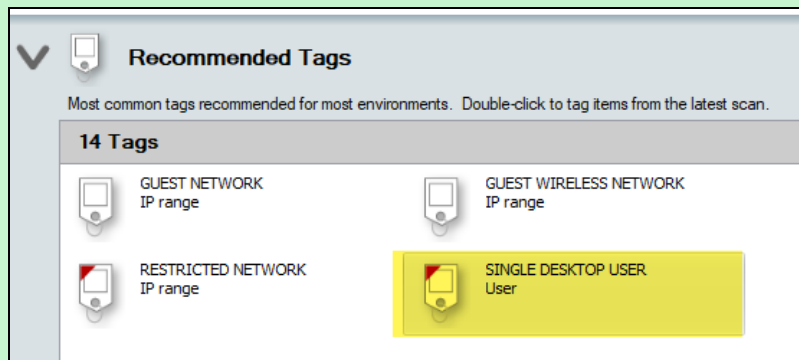 Recommended Tags
Most common tags recommended for most environments. Double-click to tag items from the latest scan.
14 Tags
GUEST NETWORK
IP range
GUEST WIRELESS NETWORK
IP range
RESTRICTED NETWORK
IP range
SINGLE DESKTOP USER
User